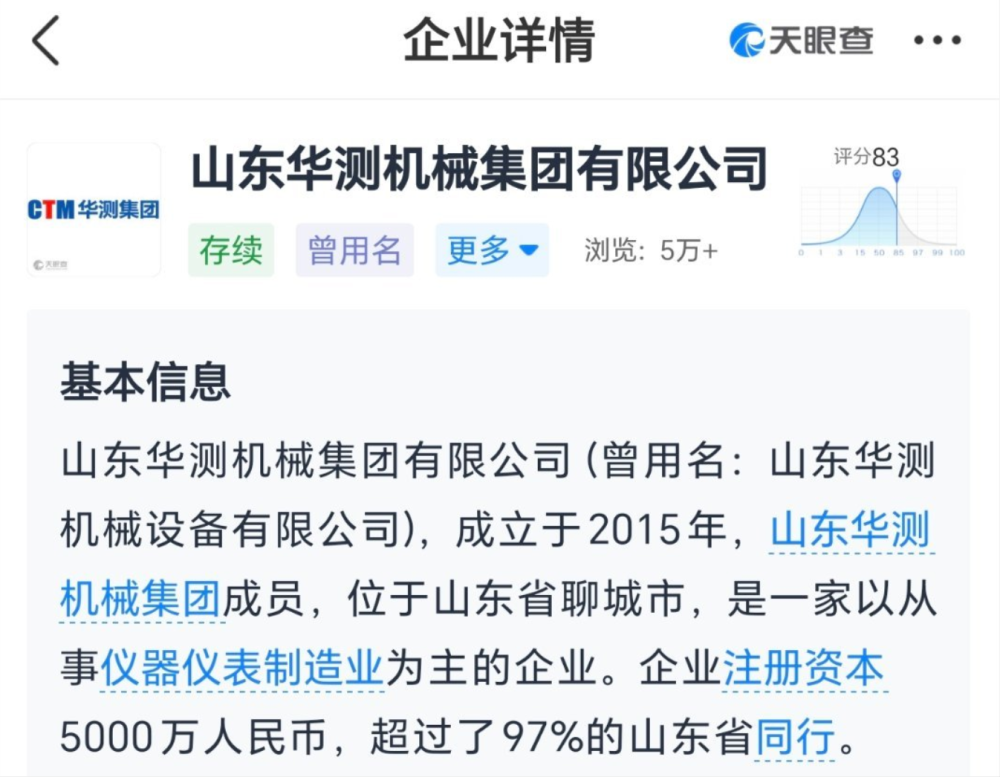 企业详情
天眼查
CTM华测集团
天眼查
山东华测机械集团有限公司
存续 曾用名 更多 浏览：5万+
评分83
0 1 3 15 50 85 97 99 100
基本信息
山东华测机械集团有限公司(曾用名：山东华测
机械设备有限公司)，成立于2015年，山东华测
机械集团成员，位于山东省聊城市，是一家以从
事仪器仪表制造业为主的企业。企业注册资本
5000万人民币，超过了97%的山东省同行。